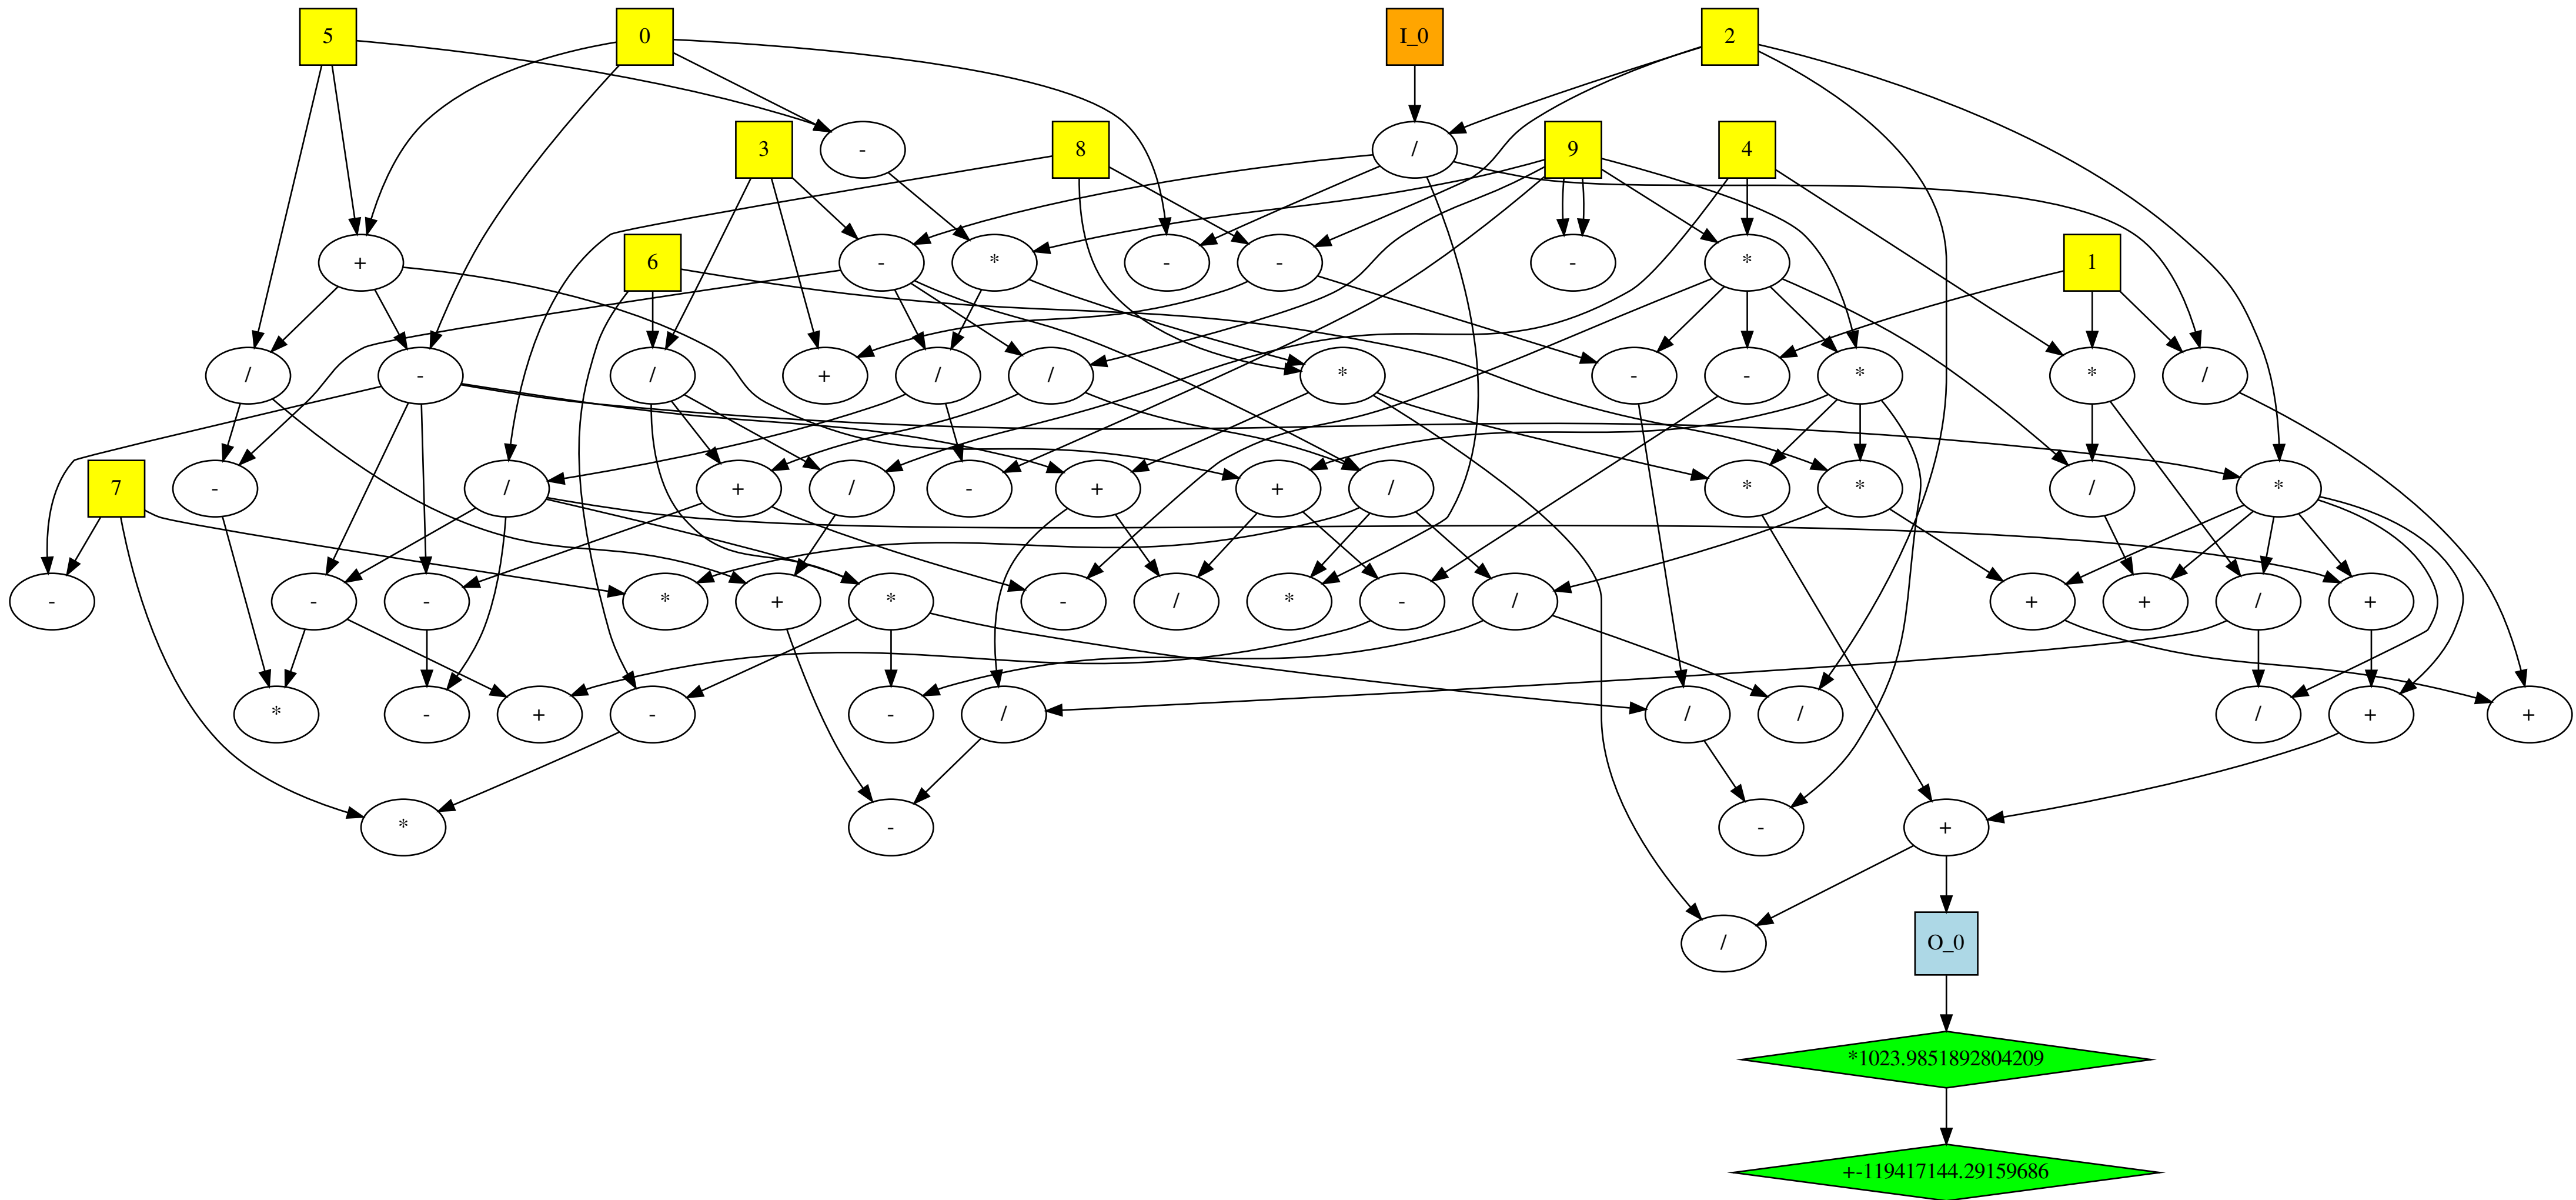 5 0 I_0 2
3 - 8 / 9 4
+ 6 - * - - - * 1
/ - / + / / * - - * * /
7 - / + / - + + / * * / *
- - - * + * - / * - / + + / +
* - + - - / / / / + +
* - - +
/ O_0
*1023.9851892804209
+-119417144.29159686